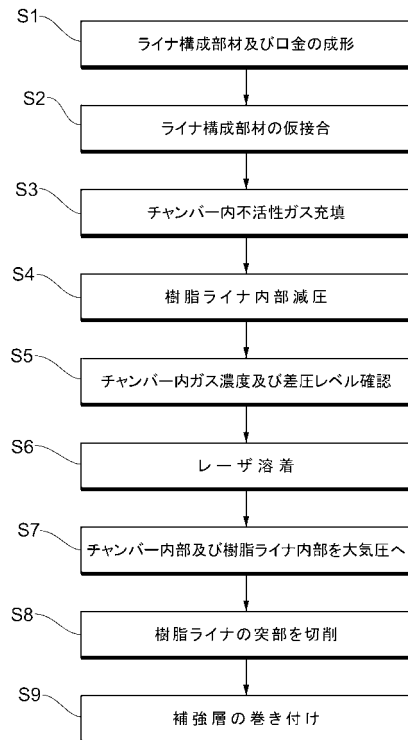 S1
ライナ構成部材及び口金の成形
S2
ライナ構成部材の仮接合
S3
チャンバー内不活性ガス充填
S4
樹脂ライナ内部減圧
S5
チャンバー内ガス濃度及び差圧レベル確認
S6
レーザ溶着
S7
チャンバー内部及び樹脂ライナ内部を大気圧へ
S8
樹脂ライナの突部を切削
S9
補強層の巻き付け